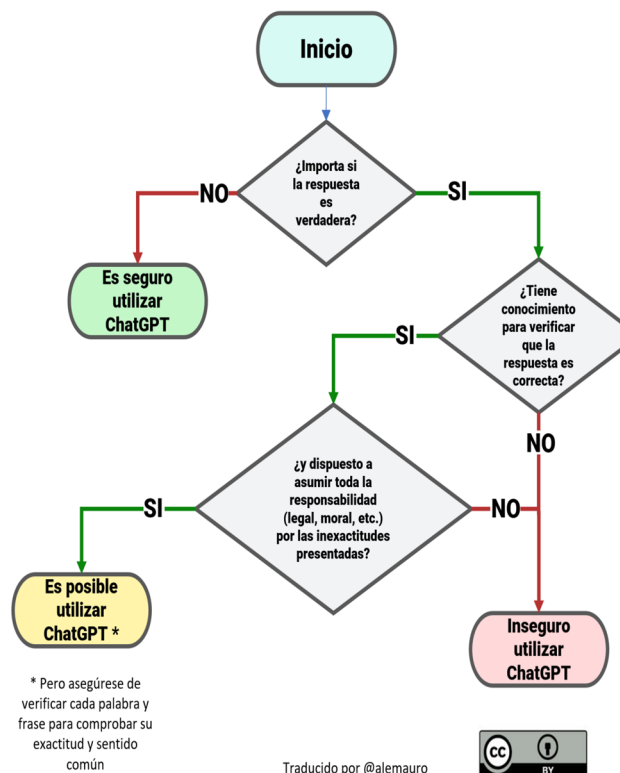 Inicio
¿Importa si
la respuesta
es
verdadera?
NO
SI
Es seguro
utilizar
ChatGPT
¿Tiene
conocimiento
para verificar
que la
respuesta es
correcta?
SI
NO
¿y dispuesto a
asumir toda la
responsabilidad
(legal, moral, etc.)
por las inexactitudes
presentadas?
SI
NO
Es posible
utilizar
ChatGPT *
Inseguro
utilizar
ChatGPT
* Pero asegúrese de
verificar cada palabra y
frase para comprobar su
exactitud y sentido
común
Traducido por @alemauro
cc
BY